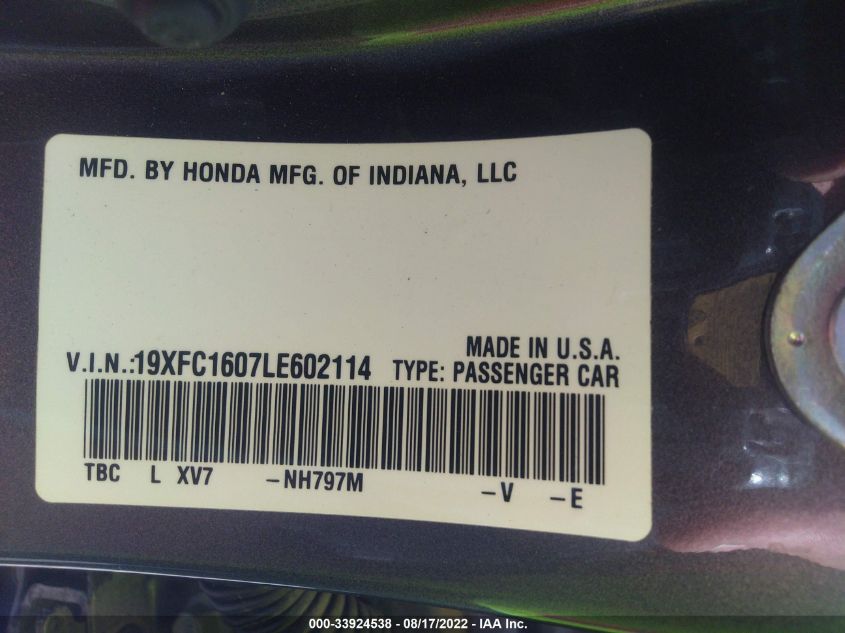 MFD. BY HONDA MFG. OF INDIANA, LLC
MADE IN U.S.A.
V.I.N.:19XFC1607LE602114 TYPE: PASSENGER CAR
TBC L XV7 -NH797M -V -E
000-33924538 - 08/17/2022 - IAA Inc.